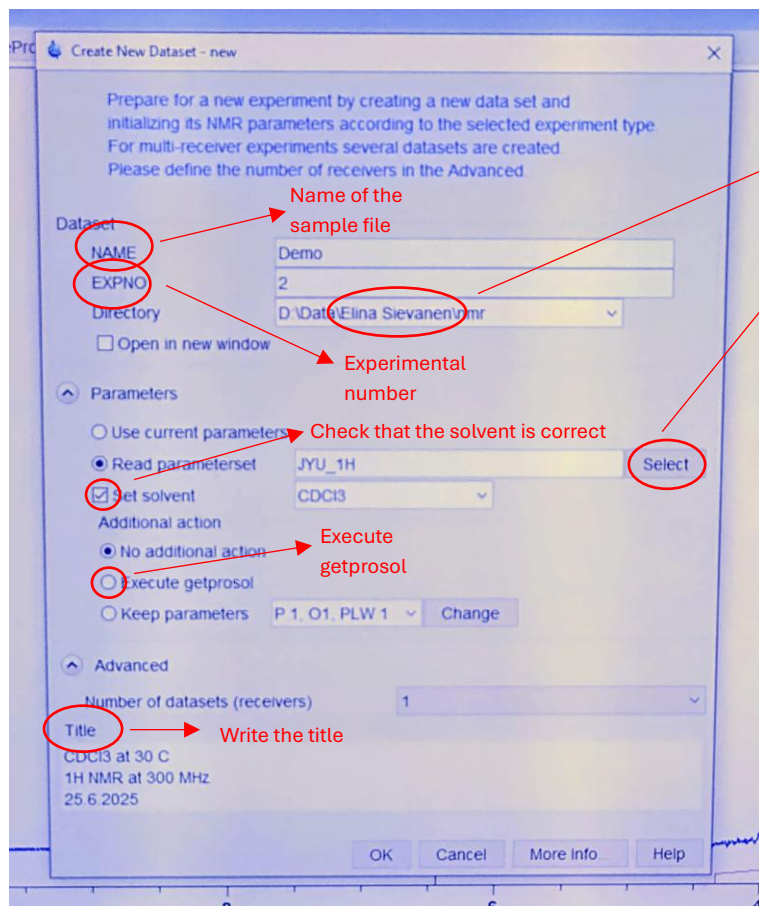 ePro
Create New Dataset - new
Prepare for a new experiment by creating a new data set and
initializing its NMR parameters according to the selected experiment type.
For multi-receiver experiments several datasets are created.
Please define the number of receivers in the Advanced.
Name of the
sample file
Dataset
NAME Demo
EXPNO 2
Directory D:\Data\Elina Sievanen\nmr
Open in new window
Experimental
number
Parameters
Use current parameters
Check that the solvent is correct
Read parameterset JYU_1H Select
Set solvent CDCl3
Additional action
No additional action
Execute
getprosol
Execute getprosol
Keep parameters P 1, O1, PLW 1 Change
Advanced
Number of datasets (receivers) 1
Title
Write the title
CDCl3 at 30 C
1H NMR at 300 MHz
25.6.2025
OK Cancel More Info... Help